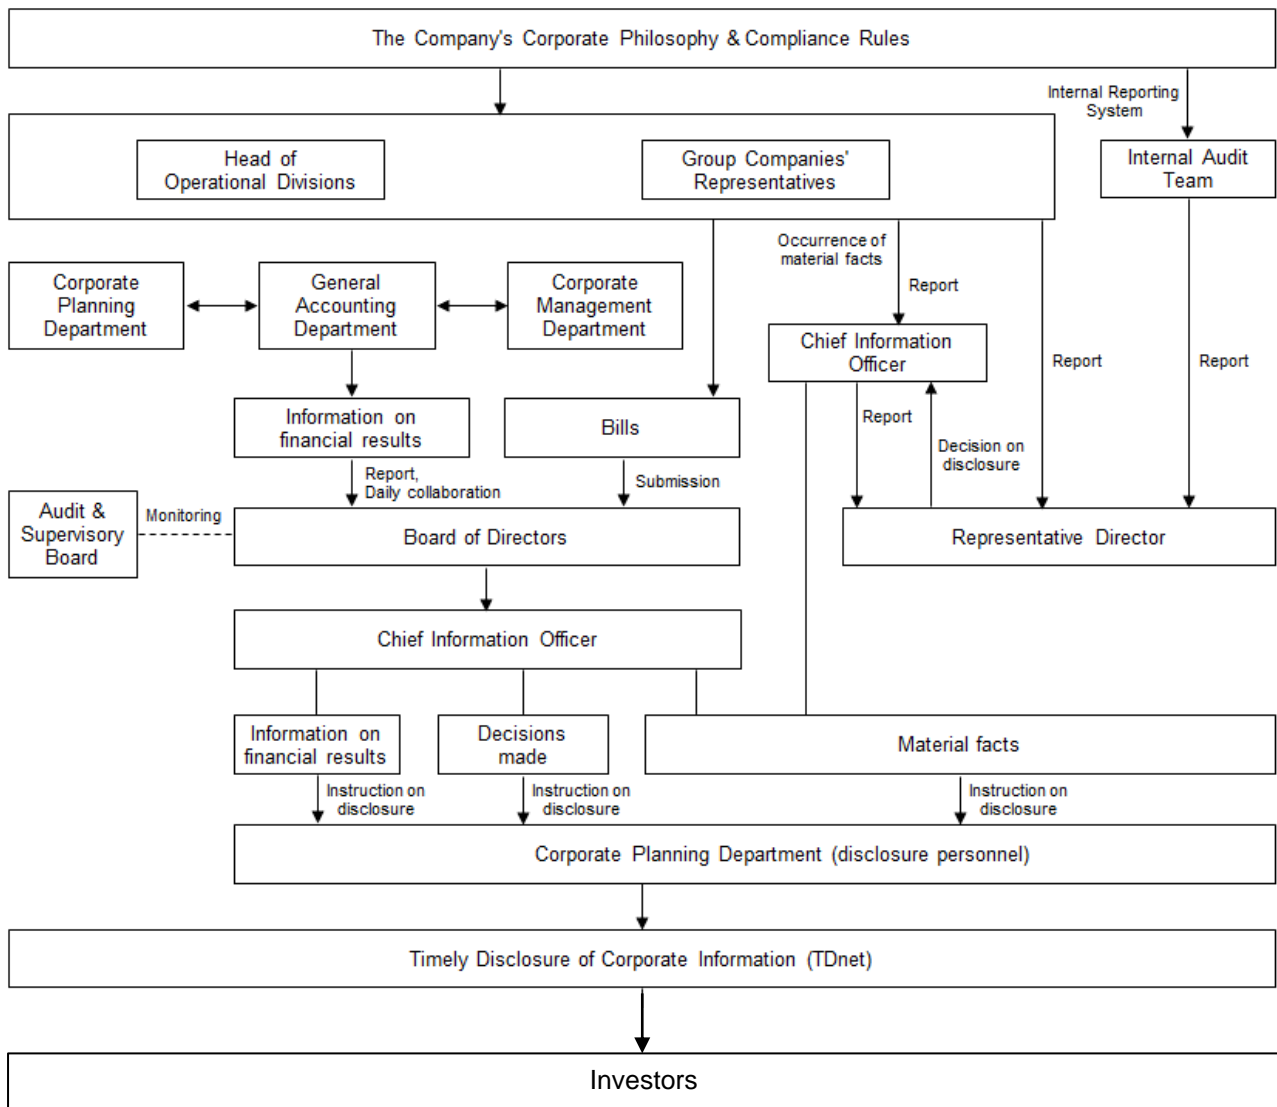 The Company's Corporate Philosophy & Compliance Rules
Internal Reporting
System
Head of
Operational Divisions
Group Companies'
Representatives
Internal Audit
Team
Occurrence of
material facts
Report
Corporate
Planning
Department
General
Accounting
Department
Corporate
Management
Department
Chief Information
Officer
Report
Report
Information on
financial results
Bills
Report
Decision on
disclosure
Report,
Daily collaboration
Submission
Audit &
Supervisory
Board
Monitoring
Board of Directors
Representative Director
Chief Information Officer
Information on
financial results
Decisions
made
Material facts
Instruction on
disclosure
Instruction on
disclosure
Instruction on
disclosure
Corporate Planning Department (disclosure personnel)
Timely Disclosure of Corporate Information (TDnet)
Investors